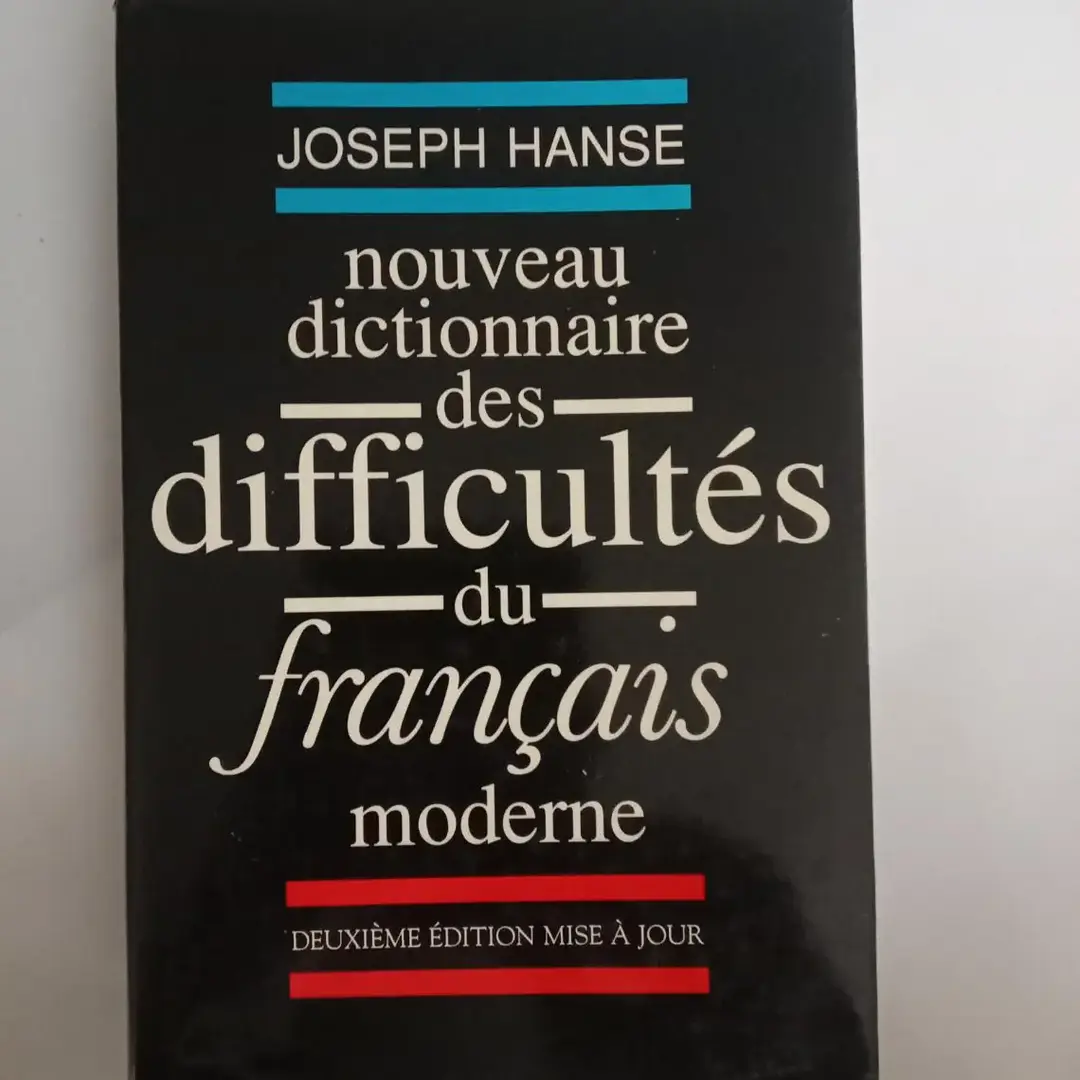 JOSEPH HANSE
nouveau
dictionnaire
des
difficultés
du
français
moderne
DEUXIÈME ÉDITION MISE À JOUR